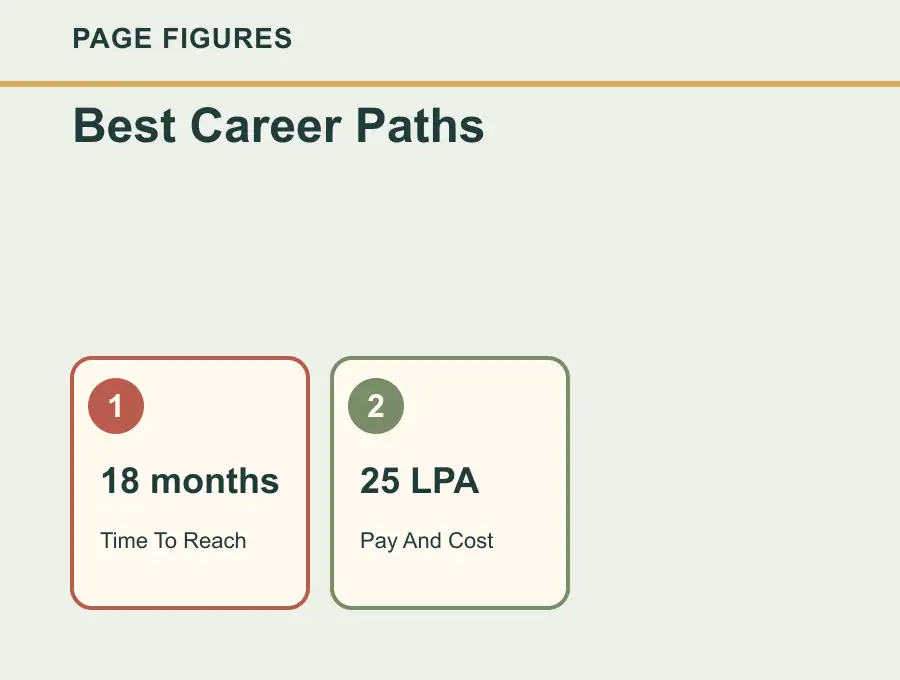 PAGE FIGURES
Best Career Paths
1
18 months
Time To Reach
2
25 LPA
Pay And Cost